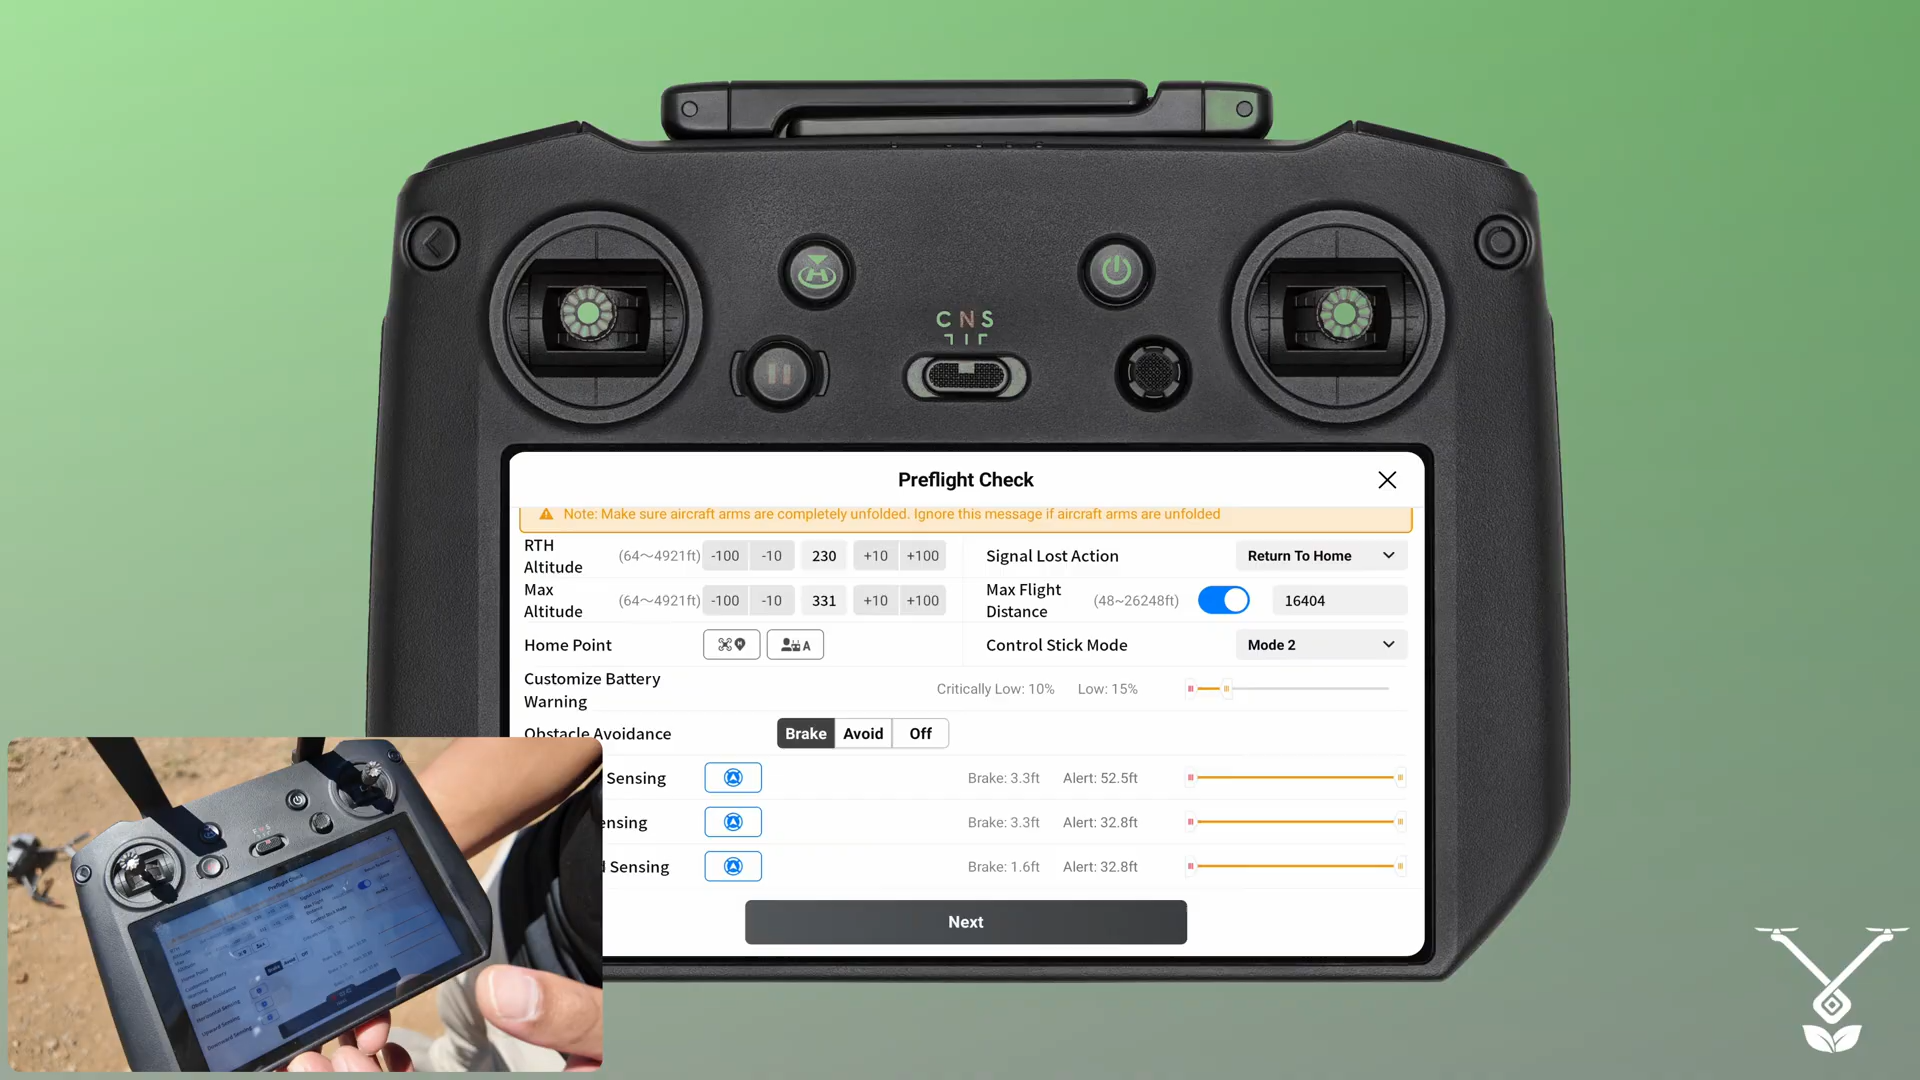 C N S
Preflight Check
Note: Make sure aircraft arms are completely unfolded. Ignore this message if aircraft arms are unfolded
RTH Altitude (64~4921ft) -100 -10 230 +10 +100
Signal Lost Action Return To Home
Max Altitude (64~4921ft) -100 -10 331 +10 +100
Max Flight Distance (48~26248ft) 16404
Home Point A
Control Stick Mode Mode 2
Customize Battery Warning Critically Low: 10% Low: 15%
Obstacle Avoidance Brake Avoid Off
Sensing Brake: 3.3ft Alert: 52.5ft
ensing Brake: 3.3ft Alert: 32.8ft
Sensing Brake: 1.6ft Alert: 32.8ft
Next
C N S
Preflight Check